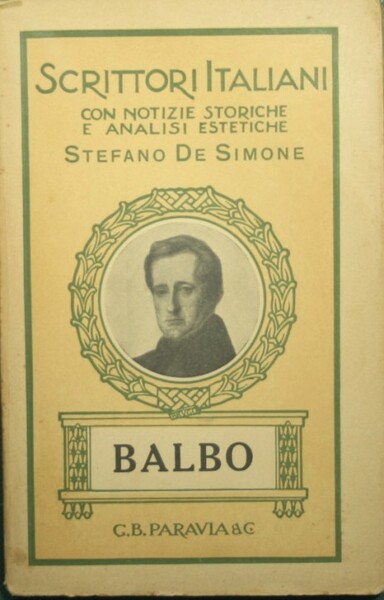 SCRITTORI ITALIANI
CON NOTIZIE STORICHE
E ANALISI ESTETICHE
STEFANO DE SIMONE
BALBO
G.B. PARAVIA & C.